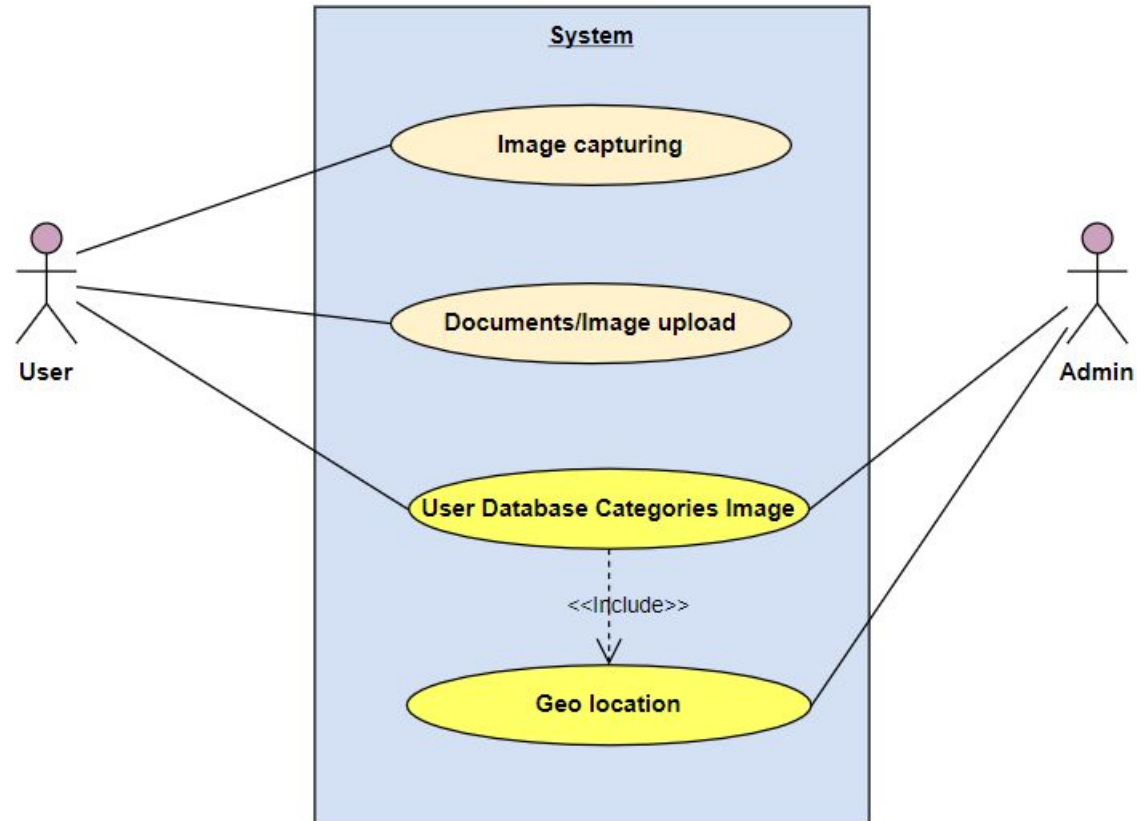 System
Image capturing
Documents/Image upload
User
Admin
User Database Categories Image
<<Include>>
Geo location